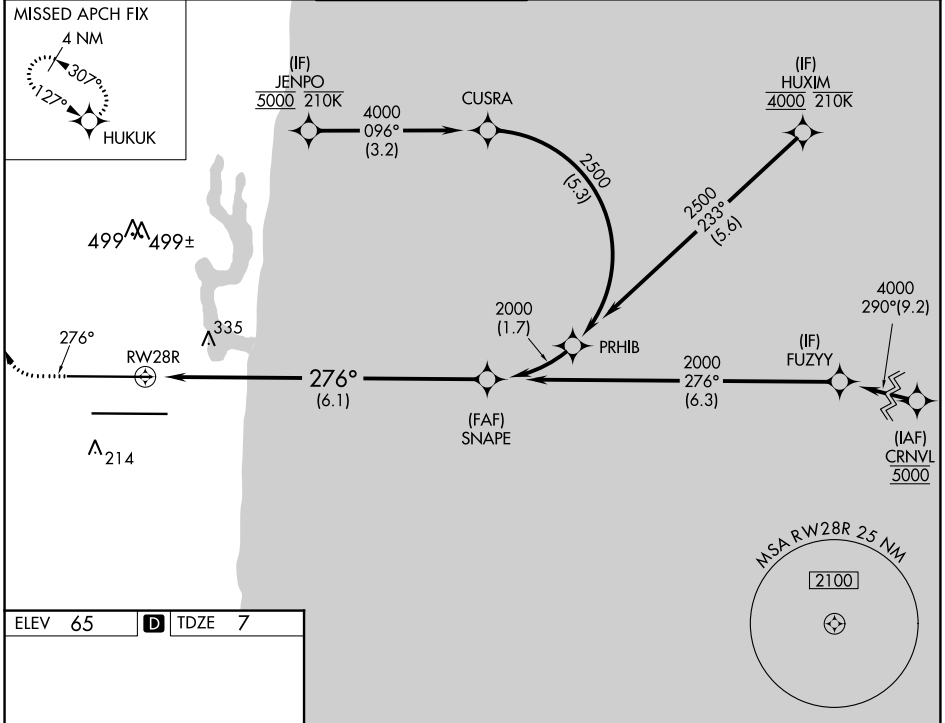 MISSED APCH FIX
4 NM
307°
127°
HUKUK
(IF)
JENPO
5000 210K
4000
096°
(3.2)
CUSRA
2500
(5.3)
(IF)
HUXIM
4000 210K
2500
233°
(5.6)
499 499±
335
276°
RW28R
276°
(6.1)
2000
(1.7)
PRHIB
(FAF)
SNAPE
2000
276°
(6.3)
(IF)
FUZYY
4000
290°(9.2)
(IAF)
CRNVL
5000
214
MSA RW28R 25 NM
2100
ELEV 65 D TDZE 7